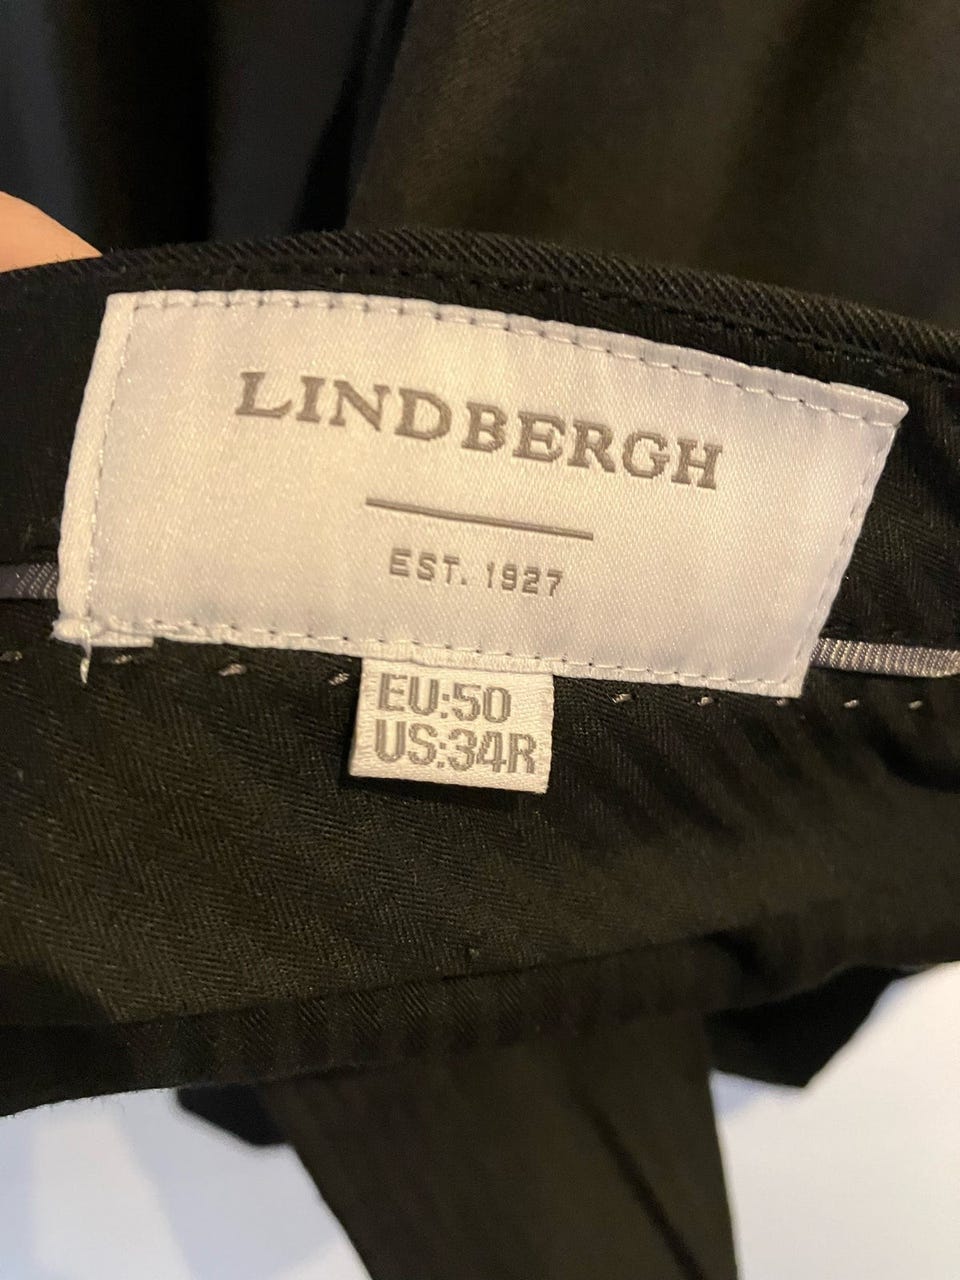 LINDBERGH
EST. 1927
EU:50
US:34R